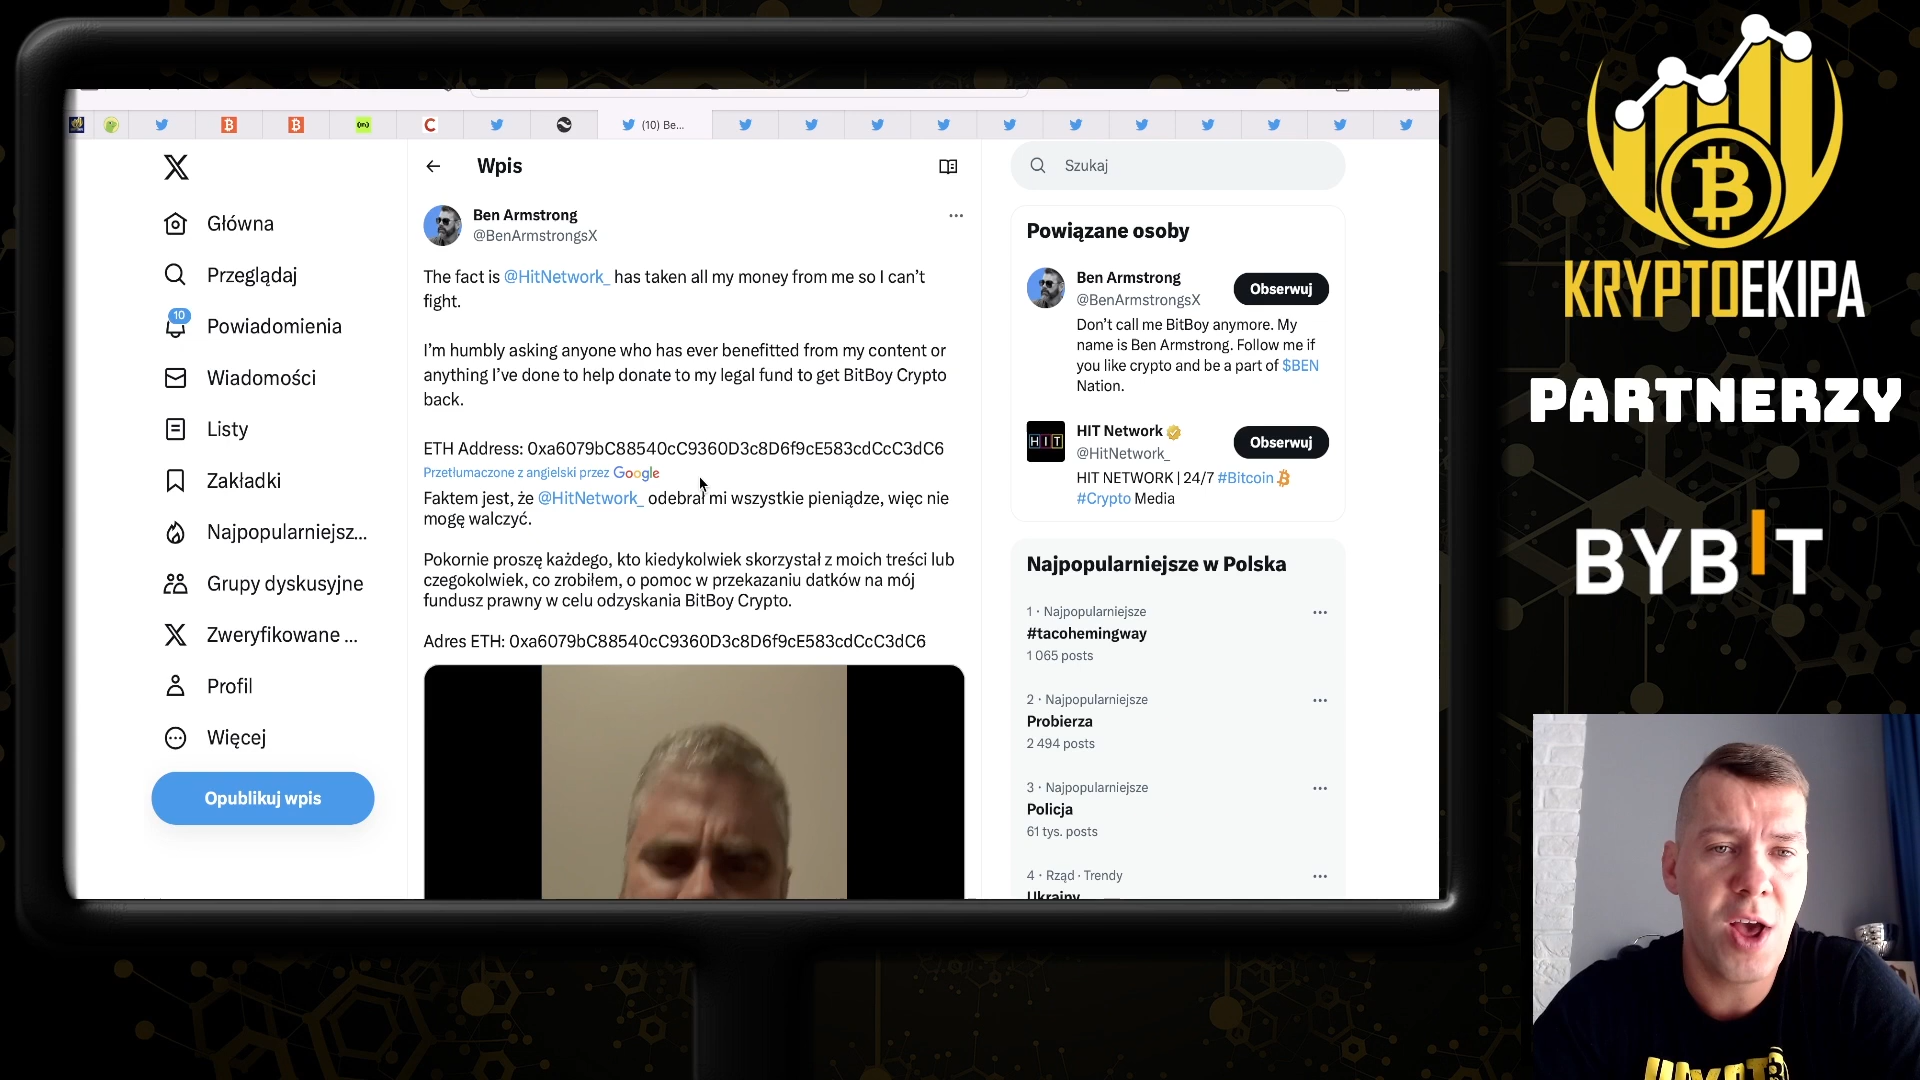 (10) Be...
Główna
Przeglądaj
10
Powiadomienia
Wiadomości
Listy
Zakładki
Najpopularniejsz...
Grupy dyskusyjne
Zweryfikowane ...
Profil
Więcej
Opublikuj wpis
Wpis
Ben Armstrong
@BenArmstrongsX
The fact is @HitNetwork_ has taken all my money from me so I can’t
fight.
I’m humbly asking anyone who has ever benefitted from my content or
anything I’ve done to help donate to my legal fund to get BitBoy Crypto
back.
ETH Address: 0xa6079bC88540cC9360D3c8D6f9cE583cdCcC3dC6
Przetłumaczone z angielski przez Google
Faktem jest, że @HitNetwork_ odebrał mi wszystkie pieniądze, więc nie
mogę walczyć.
Pokornie proszę każdego, kto kiedykolwiek skorzystał z moich treści lub
czegokolwiek, co zrobiłem, o pomoc w przekazaniu datków na mój
fundusz prawny w celu odzyskania BitBoy Crypto.
Adres ETH: 0xa6079bC88540cC9360D3c8D6f9cE583cdCcC3dC6
Szukaj
Powiązane osoby
Ben Armstrong
@BenArmstrongsX
Obserwuj
Don’t call me BitBoy anymore. My
name is Ben Armstrong. Follow me if
you like crypto and be a part of $BEN
Nation.
HIT
HIT Network
@HitNetwork_
Obserwuj
HIT NETWORK | 24/7 #Bitcoin
#Crypto Media
Najpopularniejsze w Polska
1 · Najpopularniejsze
#tacohemingway
1 065 posts
2 · Najpopularniejsze
Probierza
2 494 posts
3 · Najpopularniejsze
Policja
61 tys. posts
4 · Rząd · Trendy
Ukrainy
KRYPTOEKIPA
PARTNERZY
BYBIT